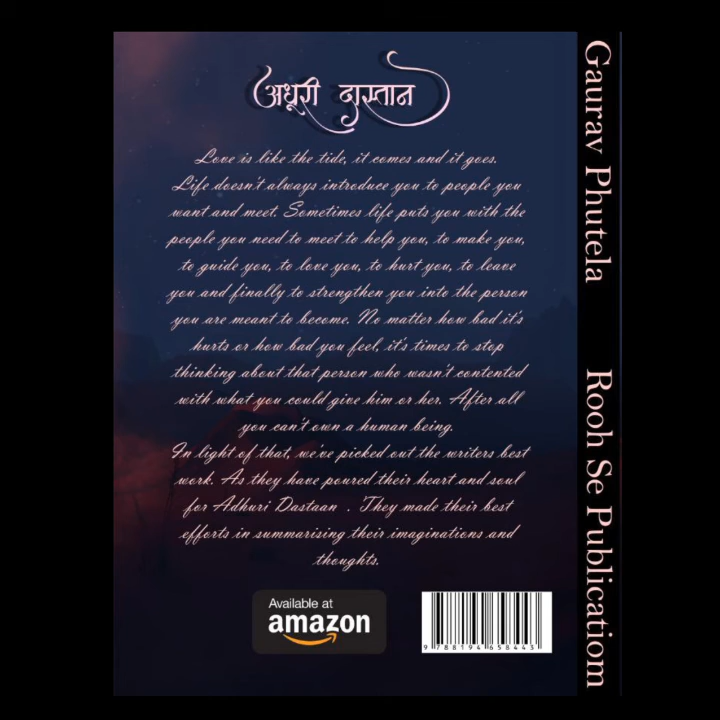 अधूरी दास्तान
Love is like the tide, it comes and it goes.
Life doesn't always introduce you to people you
want and meet. Sometimes life puts you with the
people you need to meet to help you, to make you,
to guide you, to love you, to hurt you, to leave
you and finally to strengthen you into the person
you are meant to become. No matter how bad it's
hurts or how bad you feel, it's times to stop
thinking about that person who wasn't contented
with what you could give him or her. After all
you can't own a human being.
In light of that, we've picked out the writers best
work. As they have poured their heart and soul
for Adhuri Dastaan . They made their best
efforts in summarising their imaginations and
thoughts.
Available at
amazon
9 788194 658443
Gaurav Phutela
Rooh Se Publicatiom